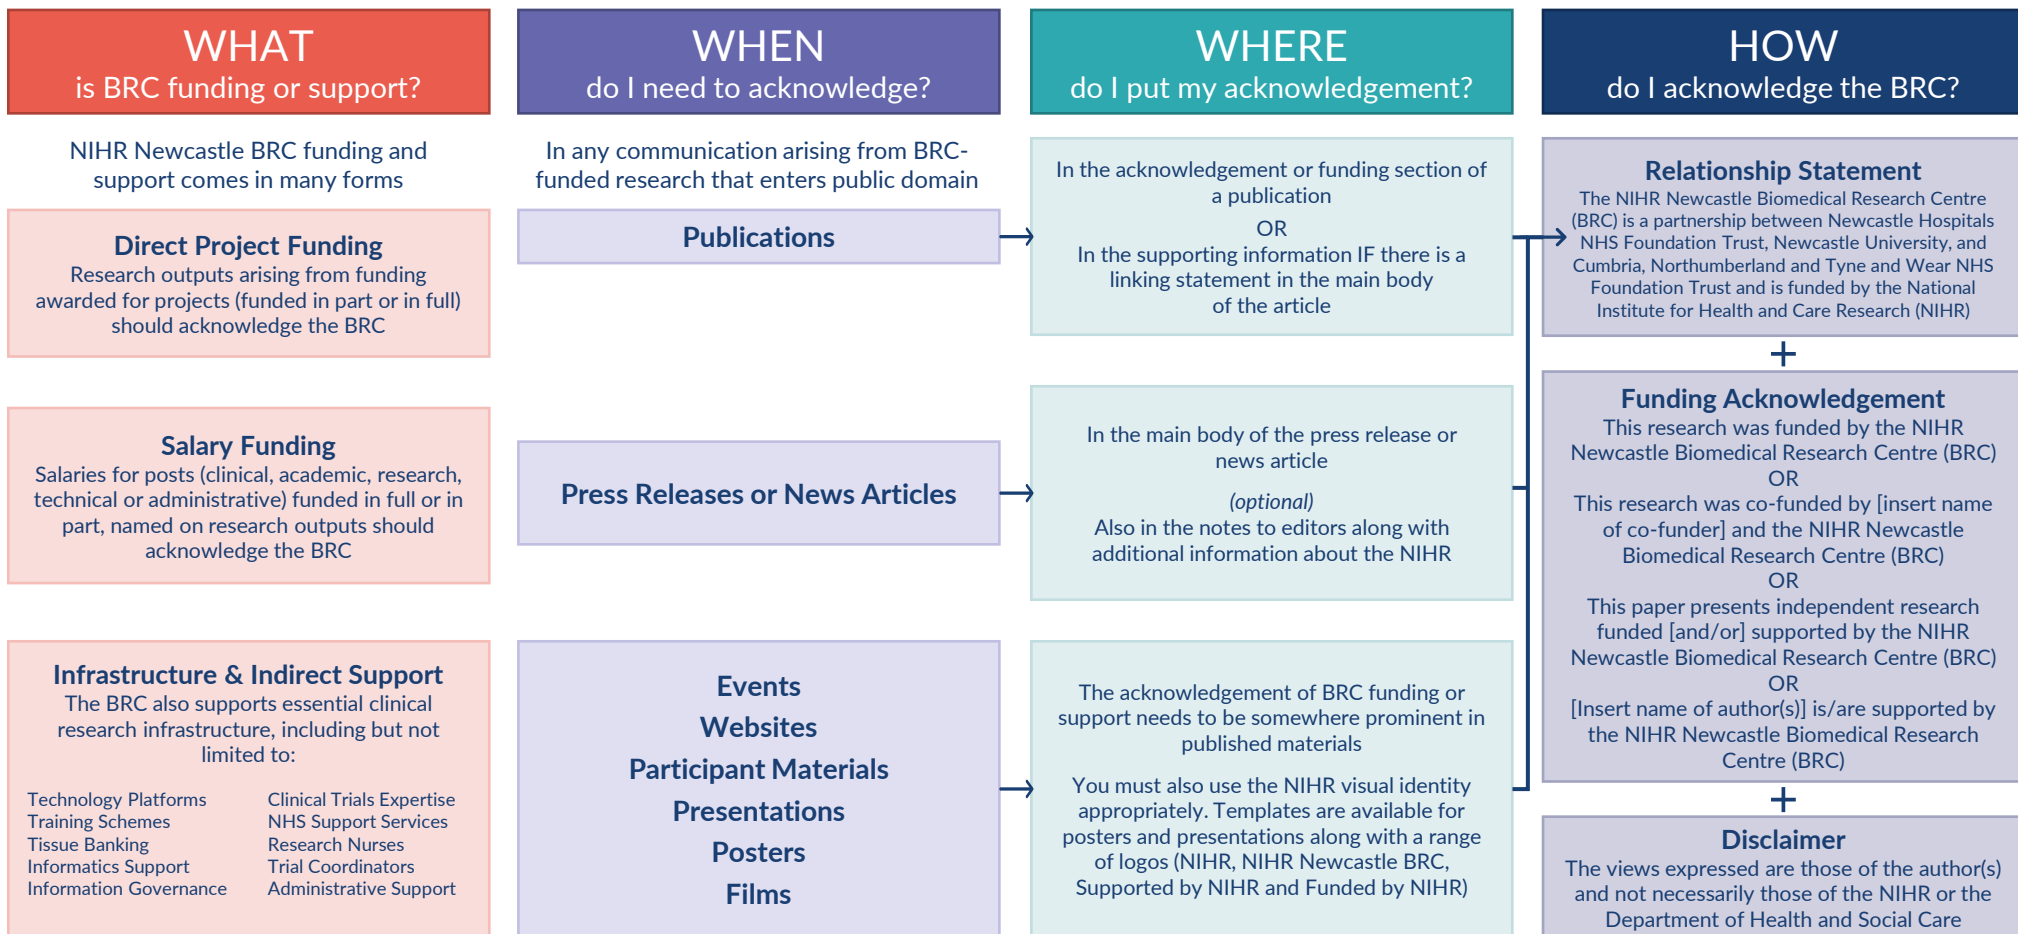 WHAT
is BRC funding or support?
NIHR Newcastle BRC funding and
support comes in many forms
Direct Project Funding
Research outputs arising from funding
awarded for projects (funded in part or in full)
should acknowledge the BRC
Salary Funding
Salaries for posts (clinical, academic, research,
technical or administrative) funded in full or in
part, named on research outputs should
acknowledge the BRC
Infrastructure & Indirect Support
The BRC also supports essential clinical
research infrastructure, including but not
limited to:
Technology Platforms
Training Schemes
Tissue Banking
Informatics Support
Information Governance
Clinical Trials Expertise
NHS Support Services
Research Nurses
Trial Coordinators
Administrative Support
WHEN
do I need to acknowledge?
In any communication arising from BRC-
funded research that enters public domain
Publications
Press Releases or News Articles
Events
Websites
Participant Materials
Presentations
Posters
Films
WHERE
do I put my acknowledgement?
In the acknowledgement or funding section of
a publication
OR
In the supporting information IF there is a
linking statement in the main body
of the article
In the main body of the press release or
news article
(optional)
Also in the notes to editors along with
additional information about the NIHR
The acknowledgement of BRC funding or
support needs to be somewhere prominent in
published materials
You must also use the NIHR visual identity
appropriately. Templates are available for
posters and presentations along with a range
of logos (NIHR, NIHR Newcastle BRC,
Supported by NIHR and Funded by NIHR)
HOW
do I acknowledge the BRC?
Relationship Statement
The NIHR Newcastle Biomedical Research Centre
(BRC) is a partnership between Newcastle Hospitals
NHS Foundation Trust, Newcastle University, and
Cumbria, Northumberland and Tyne and Wear NHS
Foundation Trust and is funded by the National
Institute for Health and Care Research (NIHR)
+
Funding Acknowledgement
This research was funded by the NIHR
Newcastle Biomedical Research Centre (BRC)
OR
This research was co-funded by [insert name
of co-funder] and the NIHR Newcastle
Biomedical Research Centre (BRC)
OR
This paper presents independent research
funded [and/or] supported by the NIHR
Newcastle Biomedical Research Centre (BRC)
OR
[Insert name of author(s)] is/are supported by
the NIHR Newcastle Biomedical Research
Centre (BRC)
+
Disclaimer
The views expressed are those of the author(s)
and not necessarily those of the NIHR or the
Department of Health and Social Care